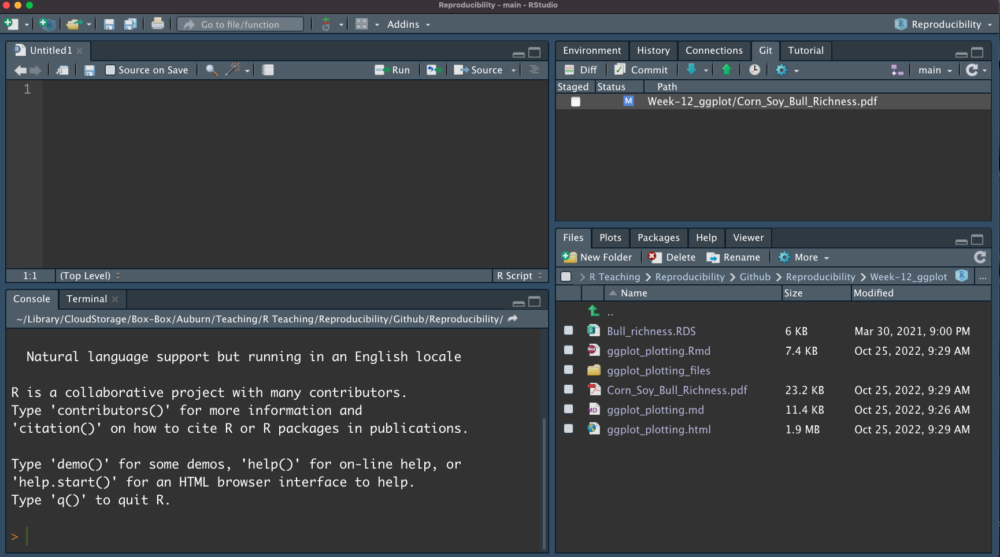 Reproducibility - main - RStudio
Go to file/function
Addins
Reproducibility
Untitled1
Source on Save
Run
Source
1
1:1
(Top Level)
R Script
Console
Terminal
~/Library/CloudStorage/Box-Box/Auburn/Teaching/R Teaching/Reproducibility/Github/Reproducibility/
Natural language support but running in an English locale
R is a collaborative project with many contributors.
Type 'contributors()' for more information and
'citation()' on how to cite R or R packages in publications.
Type 'demo()' for some demos, 'help()' for on-line help, or
'help.start()' for an HTML browser interface to help.
Type 'q()' to quit R.
>
Environment
History
Connections
Git
Tutorial
Diff
Commit
main
Staged
Status
Path
M
Week-12_ggplot/Corn_Soy_Bull_Richness.pdf
Files
Plots
Packages
Help
Viewer
New Folder
Delete
Rename
More
R Teaching
Reproducibility
Github
Reproducibility
Week-12_ggplot
...
Name
Size
Modified
..
Bull_richness.RDS 6 KB Mar 30, 2021, 9:00 PM
ggplot_plotting.Rmd 7.4 KB Oct 25, 2022, 9:29 AM
ggplot_plotting_files
Corn_Soy_Bull_Richness.pdf 23.2 KB Oct 25, 2022, 9:29 AM
MD ggplot_plotting.md 11.4 KB Oct 25, 2022, 9:26 AM
ggplot_plotting.html 1.9 MB Oct 25, 2022, 9:29 AM